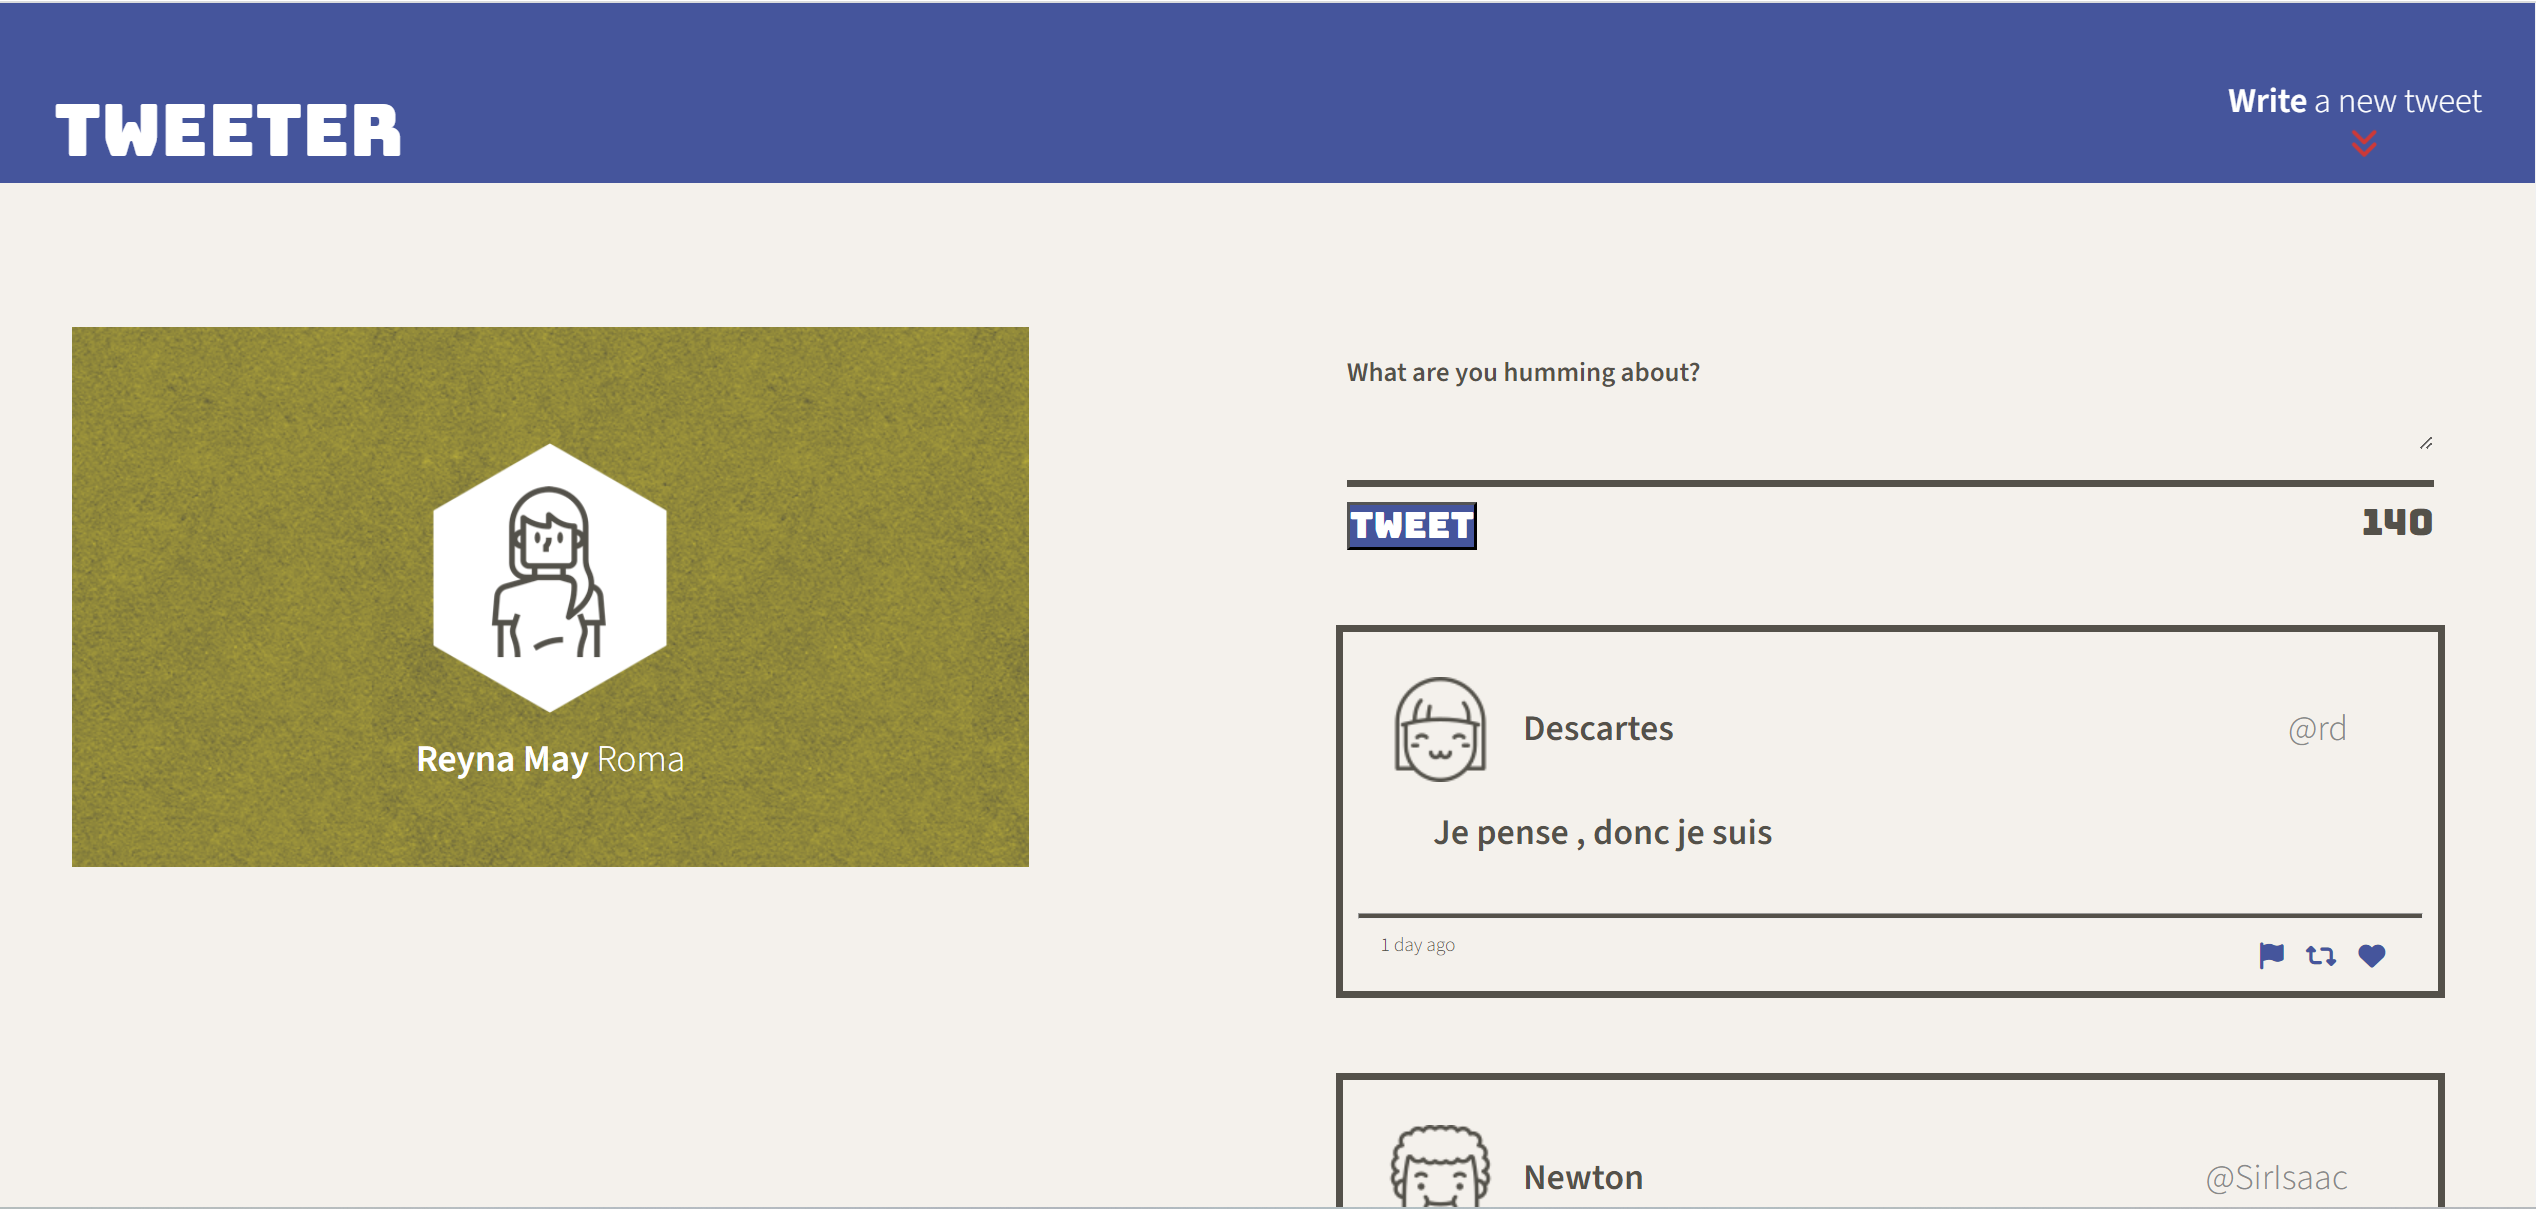 TWEETER
Write a new tweet
Reyna May Roma
What are you humming about?
TWEET
140
Descartes
@rd
Je pense , donc je suis
1 day ago
Newton
@SirIsaac